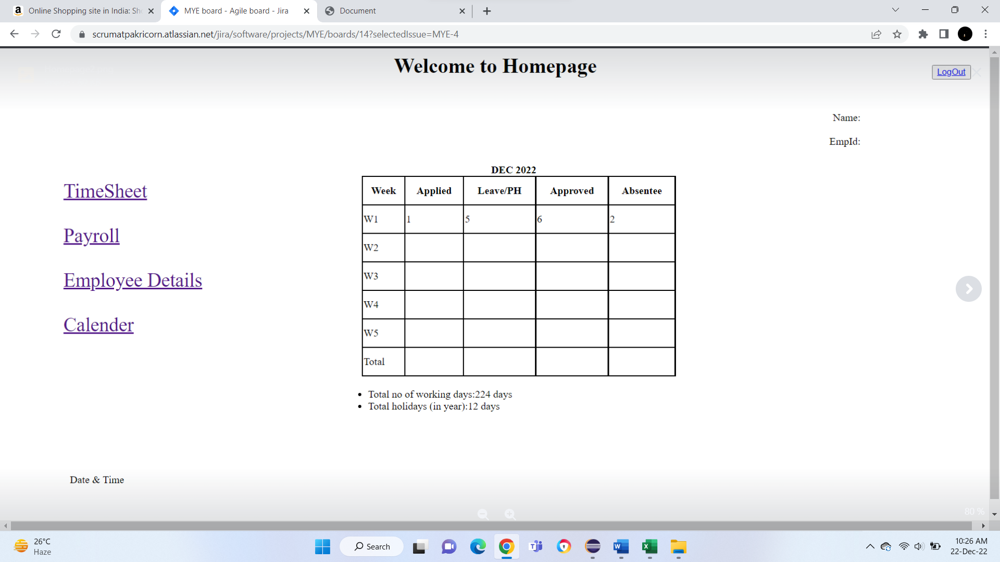 Online Shopping site in India: Sh
MYE board - Agile board - Jira
Document
scrumatpakricorn.atlassian.net/jira/software/projects/MYE/boards/14?selectedIssue=MYE-4
Welcome to Homepage
LogOut
Name:
EmpId:
TimeSheet
Payroll
Employee Details
Calender
DEC 2022
Week Applied Leave/PH Approved Absentee
W1 1 5 6 2
W2
W3
W4
W5
Total
• Total no of working days:224 days
• Total holidays (in year):12 days
Date & Time
80 %
26°C
Haze
Search
10:26 AM
22-Dec-22